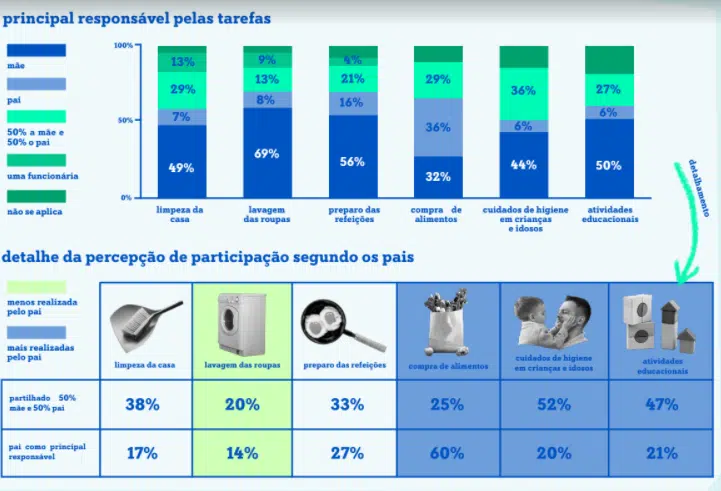 principal responsável pelas tarefas
mãe
pai
50% a mãe e
50% o pai
uma funcionária
não se aplica
100%
50%
0%
13%
29%
7%
49%
9%
13%
8%
69%
4%
21%
16%
56%
29%
36%
32%
36%
6%
44%
27%
6%
50%
limpeza da
casa
lavagem
das roupas
preparo das
refeições
compra de
alimentos
cuidados de higiene
em crianças
e idosos
atividades
educacionais
detalhamento
detalhe da percepção de participação segundo os pais
menos realizada
pelo pai
mais realizadas
pelo pai
limpeza da casa
lavagem das roupas
preparo das refeições
compra de alimentos
cuidados de higiene
em crianças e idosos
atividades
educacionais
partilhado 50%
mãe e 50% pai
38%
20%
33%
25%
52%
47%
pai como principal
responsável
17%
14%
27%
60%
20%
21%